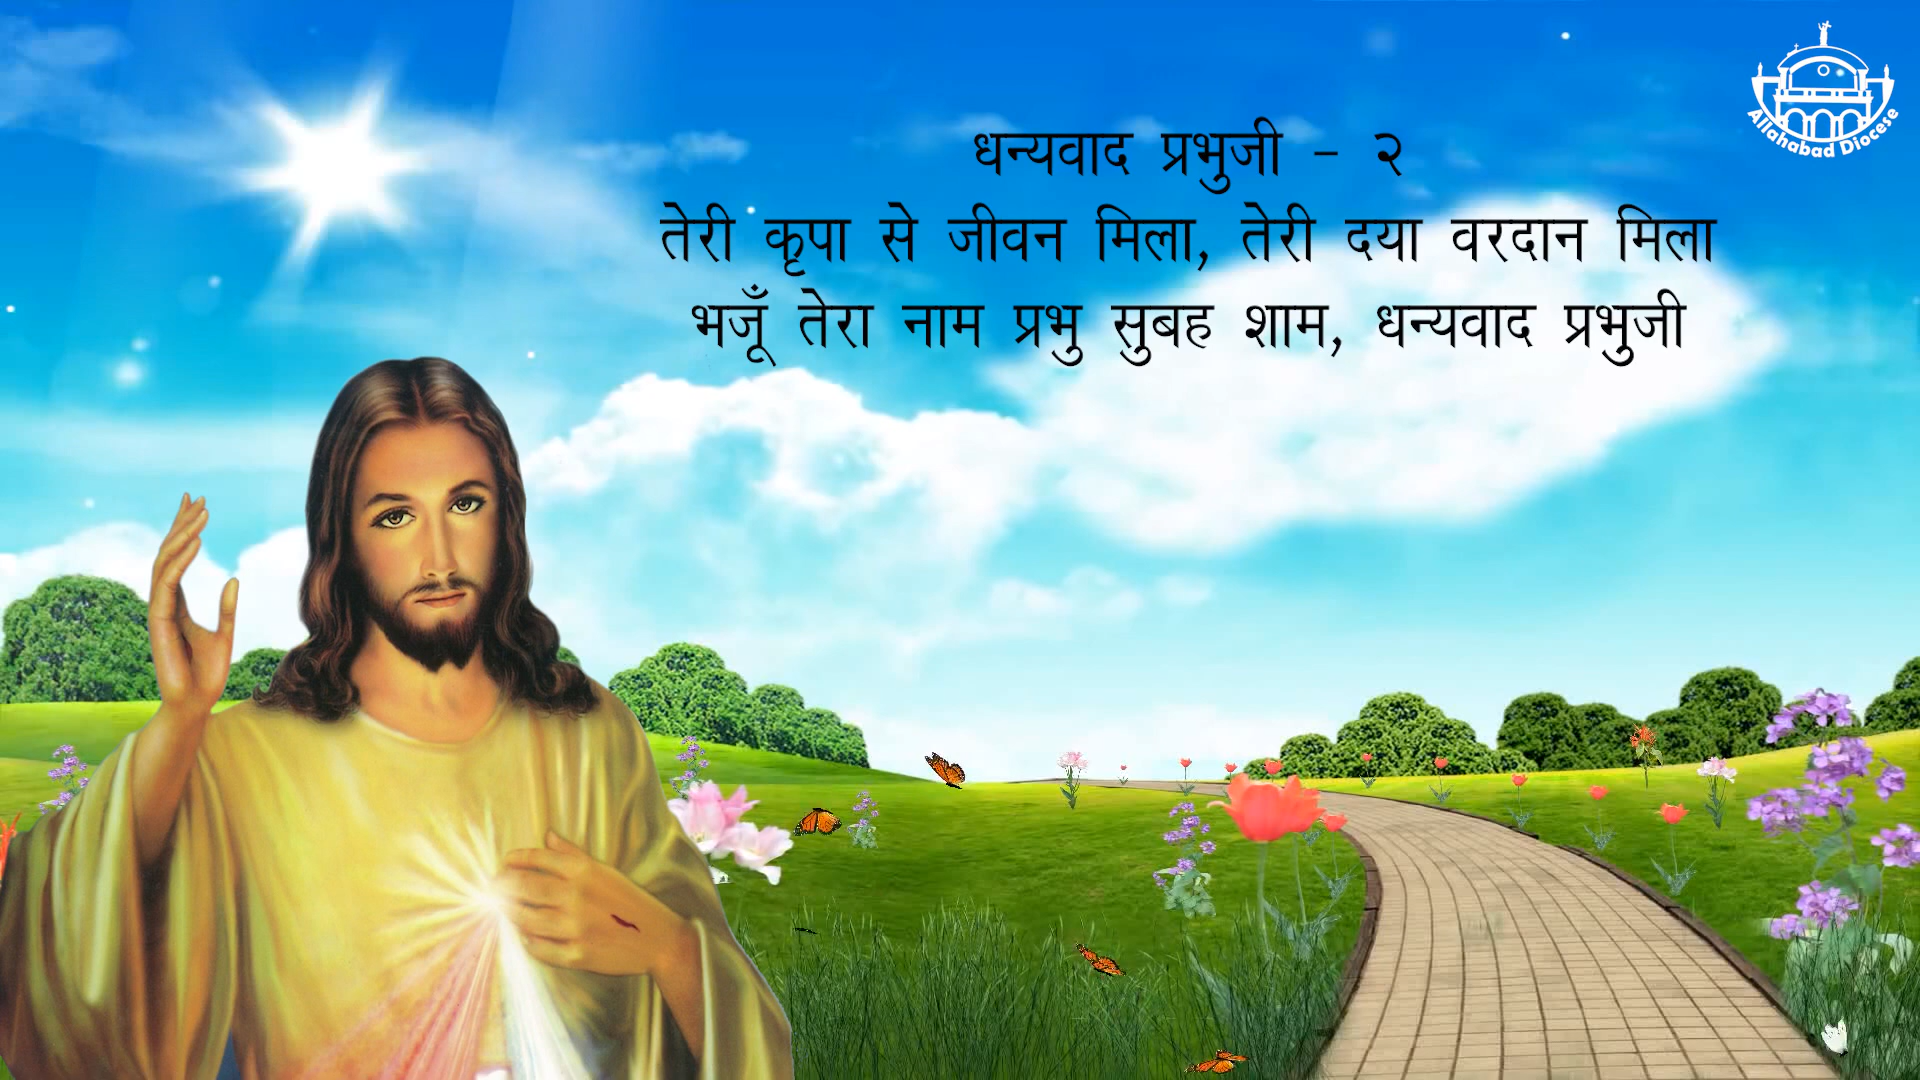 धन्यवाद प्रभुजी - २
तेरी कृपा से जीवन मिला, तेरी दया वरदान मिला
भजूँ तेरा नाम प्रभु सुबह शाम, धन्यवाद प्रभुजी
Allahabad Diocese